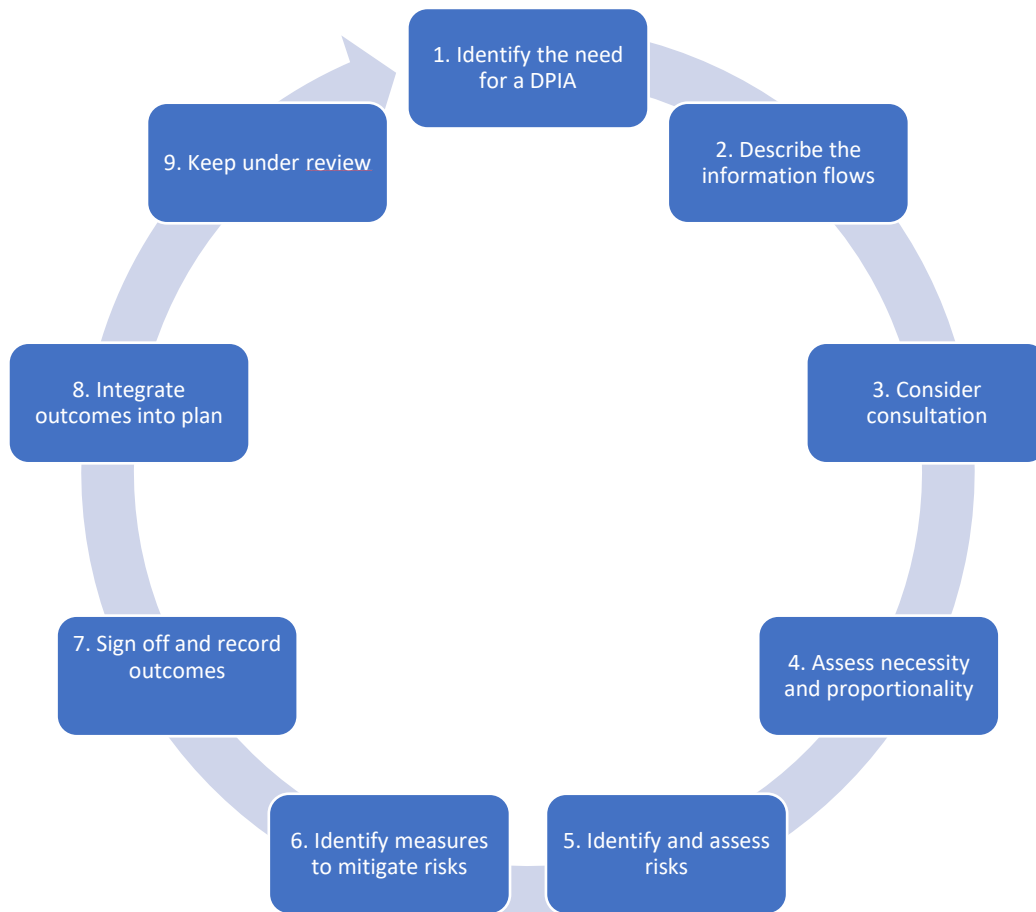 1. Identify the need
for a DPIA
2. Describe the
information flows
3. Consider
consultation
4. Assess necessity
and proportionality
5. Identify and assess
risks
6. Identify measures
to mitigate risks
7. Sign off and record
outcomes
8. Integrate
outcomes into plan
9. Keep under review